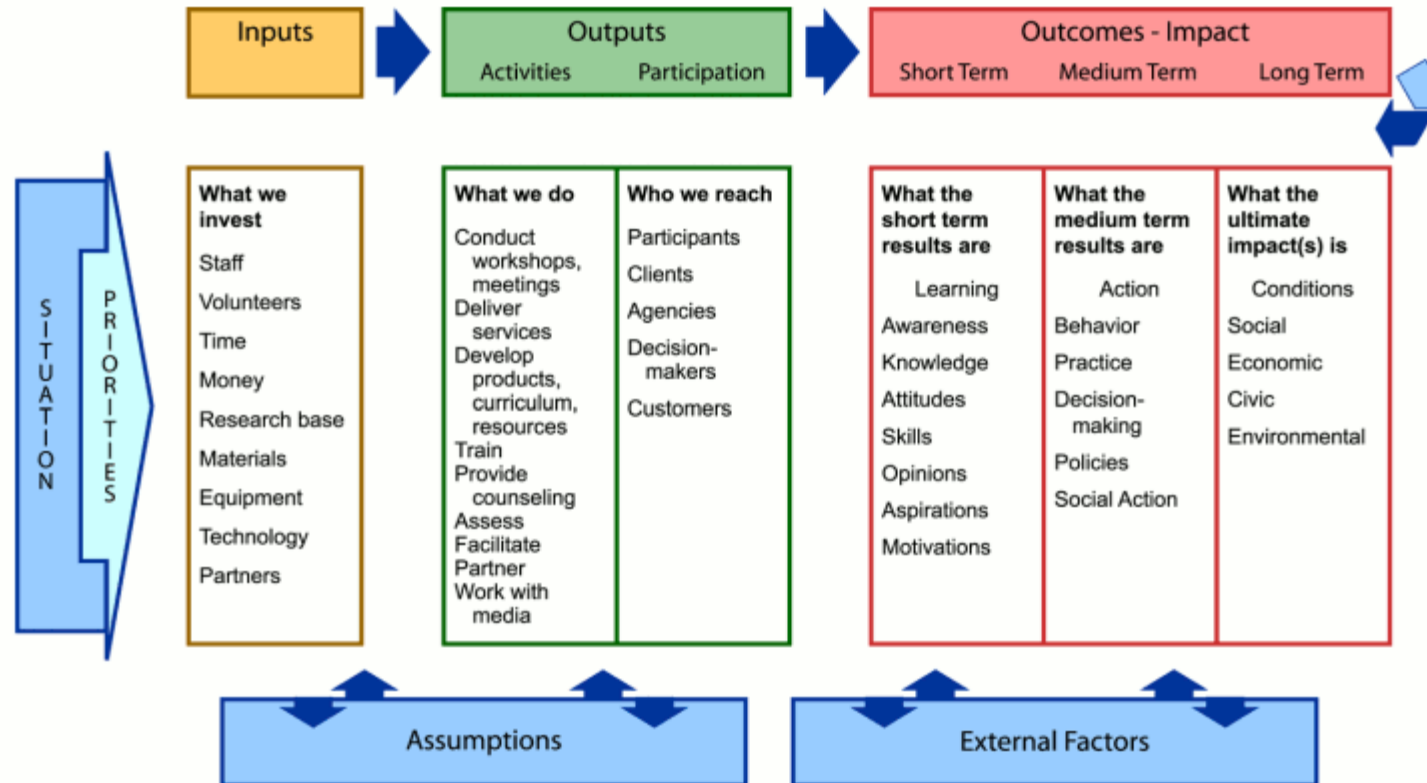 Inputs
Outputs
Activities
Participation
Outcomes - Impact
Short Term
Medium Term
Long Term
SITUATION
PRIORITIES
What we
invest
Staff
Volunteers
Time
Money
Research base
Materials
Equipment
Technology
Partners
What we do
Conduct
workshops,
meetings
Deliver
services
Develop
products,
curriculum,
resources
Train
Provide
counseling
Assess
Facilitate
Partner
Work with
media
Who we reach
Participants
Clients
Agencies
Decision-
makers
Customers
What the
short term
results are
Learning
Awareness
Knowledge
Attitudes
Skills
Opinions
Aspirations
Motivations
What the
medium term
results are
Action
Behavior
Practice
Decision-
making
Policies
Social Action
What the
ultimate
impact(s) is
Conditions
Social
Economic
Civic
Environmental
Assumptions
External Factors